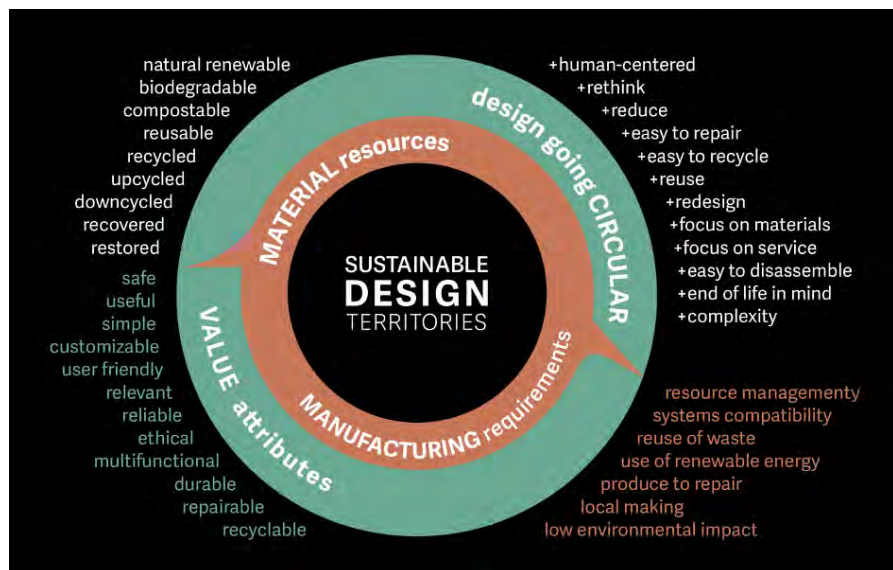 natural renewable
biodegradable
compostable
reusable
recycled
upcycled
downcycled
recovered
restored
safe
useful
simple
customizable
user friendly
relevant
reliable
ethical
multifunctional
durable
repairable
recyclable
MATERIAL resources
design going CIRCULAR
VALUE attributes
MANUFACTURING requirements
SUSTAINABLE
DESIGN
TERRITORIES
+human-centered
+rethink
+reduce
+easy to repair
+easy to recycle
+reuse
+redesign
+focus on materials
+focus on service
+easy to disassemble
+end of life in mind
+complexity
resource managementy
systems compatibility
reuse of waste
use of renewable energy
produce to repair
local making
low environmental impact